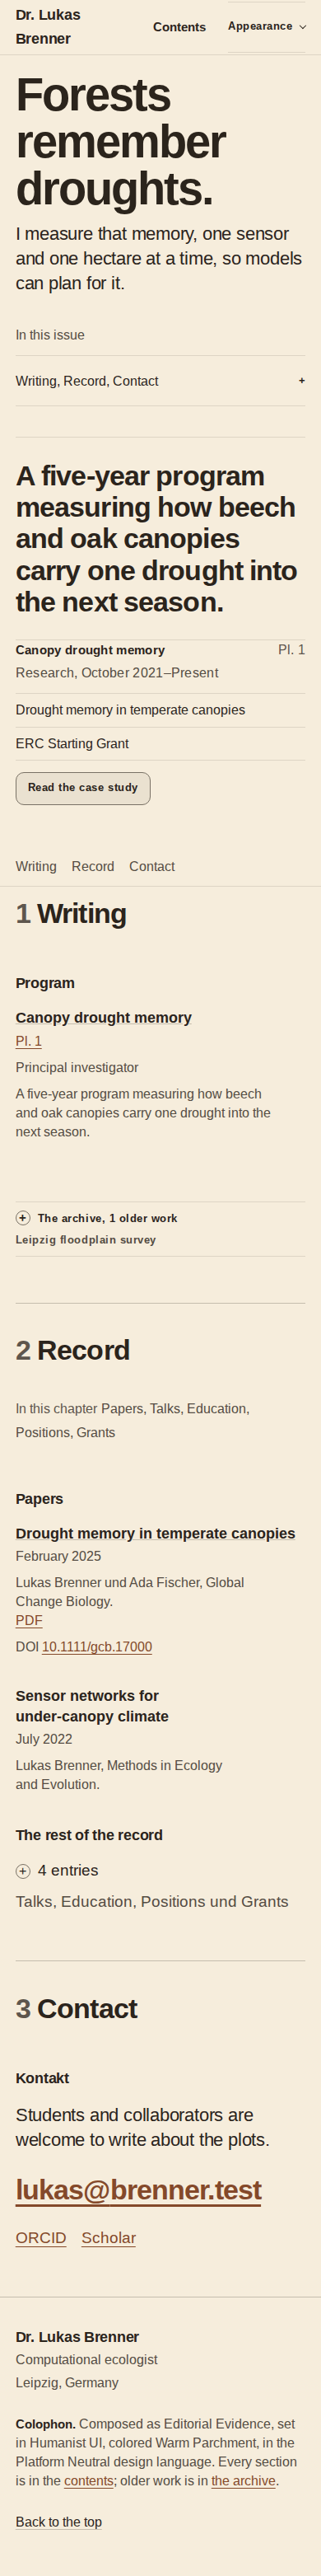 Dr. Lukas
Brenner
Contents
Appearance
Forests
remember
droughts.
I measure that memory, one sensor
and one hectare at a time, so models
can plan for it.
In this issue
Writing, Record, Contact +
A five-year program
measuring how beech
and oak canopies
carry one drought into
the next season.
Canopy drought memory Pl. 1
Research, October 2021–Present
Drought memory in temperate canopies
ERC Starting Grant
Read the case study
Writing Record Contact
1 Writing
Program
Canopy drought memory
Pl. 1
Principal investigator
A five-year program measuring how beech
and oak canopies carry one drought into the
next season.
+ The archive, 1 older work
Leipzig floodplain survey
2 Record
In this chapter Papers, Talks, Education,
Positions, Grants
Papers
Drought memory in temperate canopies
February 2025
Lukas Brenner und Ada Fischer, Global
Change Biology.
PDF
DOI 10.1111/gcb.17000
Sensor networks for
under-canopy climate
July 2022
Lukas Brenner, Methods in Ecology
and Evolution.
The rest of the record
+ 4 entries
Talks, Education, Positions und Grants
3 Contact
Kontakt
Students and collaborators are
welcome to write about the plots.
lukas@brenner.test
ORCID Scholar
Dr. Lukas Brenner
Computational ecologist
Leipzig, Germany
Colophon. Composed as Editorial Evidence, set
in Humanist UI, colored Warm Parchment, in the
Platform Neutral design language. Every section
is in the contents; older work is in the archive.
Back to the top